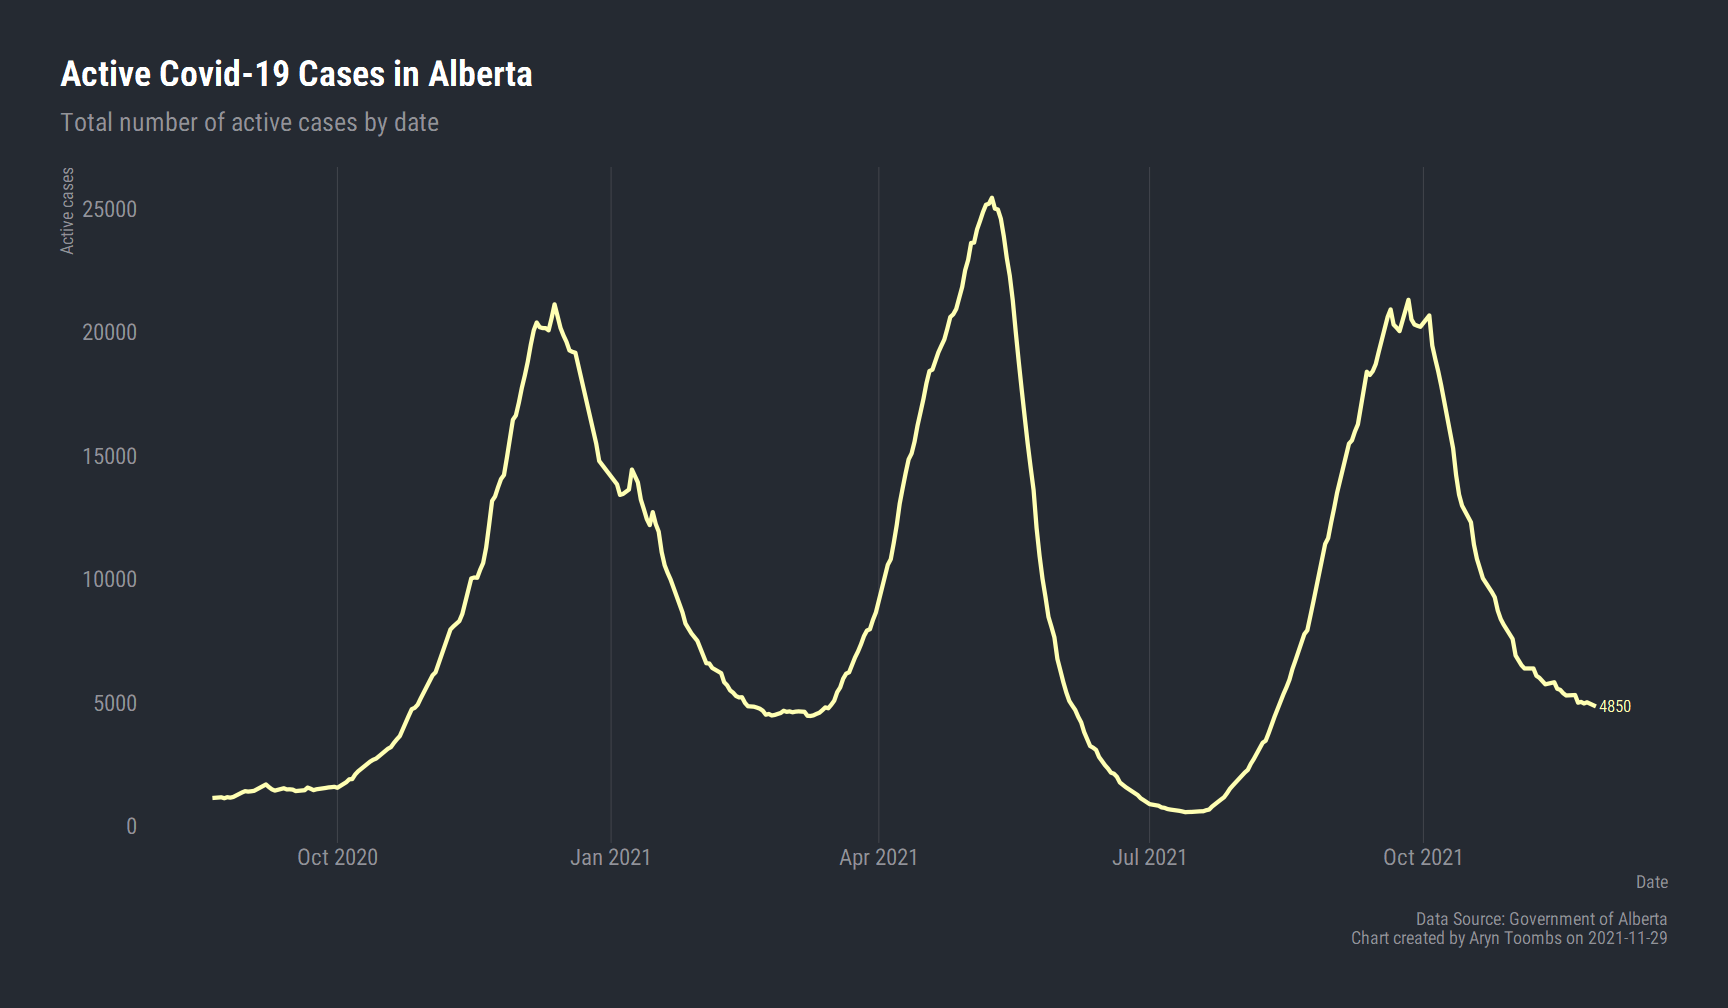 Active Covid-19 Cases in Alberta
Total number of active cases by date
Active cases
25000
20000
15000
10000
5000
0
4850
Oct 2020
Jan 2021
Apr 2021
Jul 2021
Oct 2021
Date
Data Source: Government of Alberta
Chart created by Aryn Toombs on 2021-11-29